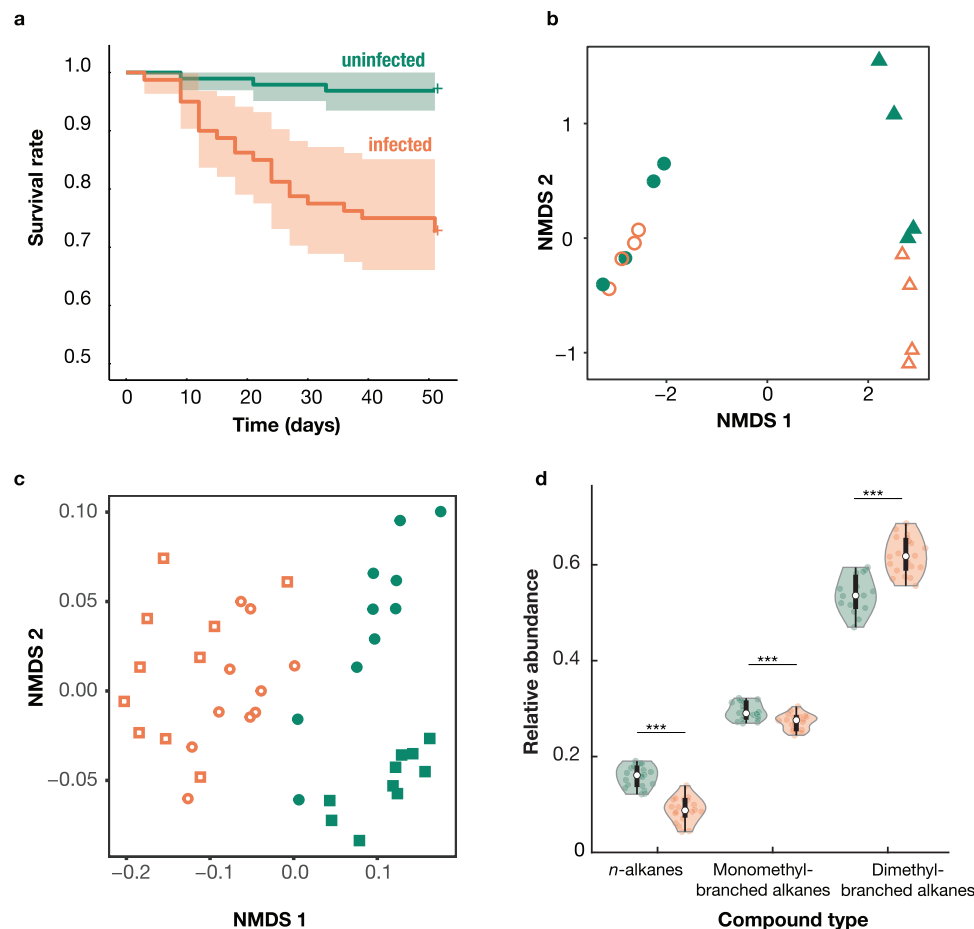 a
uninfected
infected
1.0
0.9
0.8
0.7
0.6
0.5
Survival rate
0 10 20 30 40 50
Time (days)
b
1
0
−1
NMDS 2
−2 0 2
NMDS 1
c
0.10
0.05
0.00
−0.05
NMDS 2
−0.2 −0.1 0.0 0.1
NMDS 1
d
***
***
***
0.6
0.4
0.2
0
Relative abundance
n-alkanes
Monomethyl-
branched alkanes
Dimethyl-
branched alkanes
Compound type